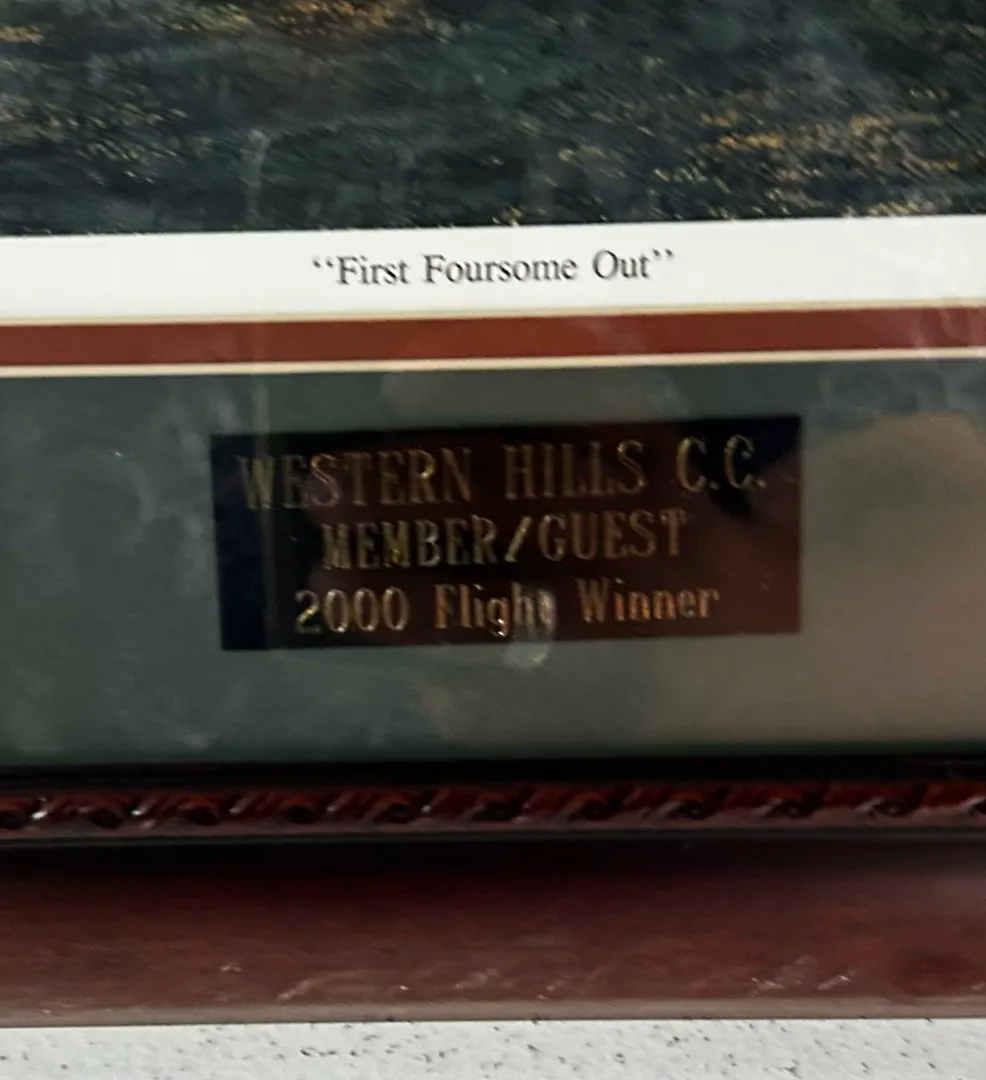 “First Foursome Out”
WESTERN HILLS C.C.
MEMBER/GUEST
2000 Flight Winner